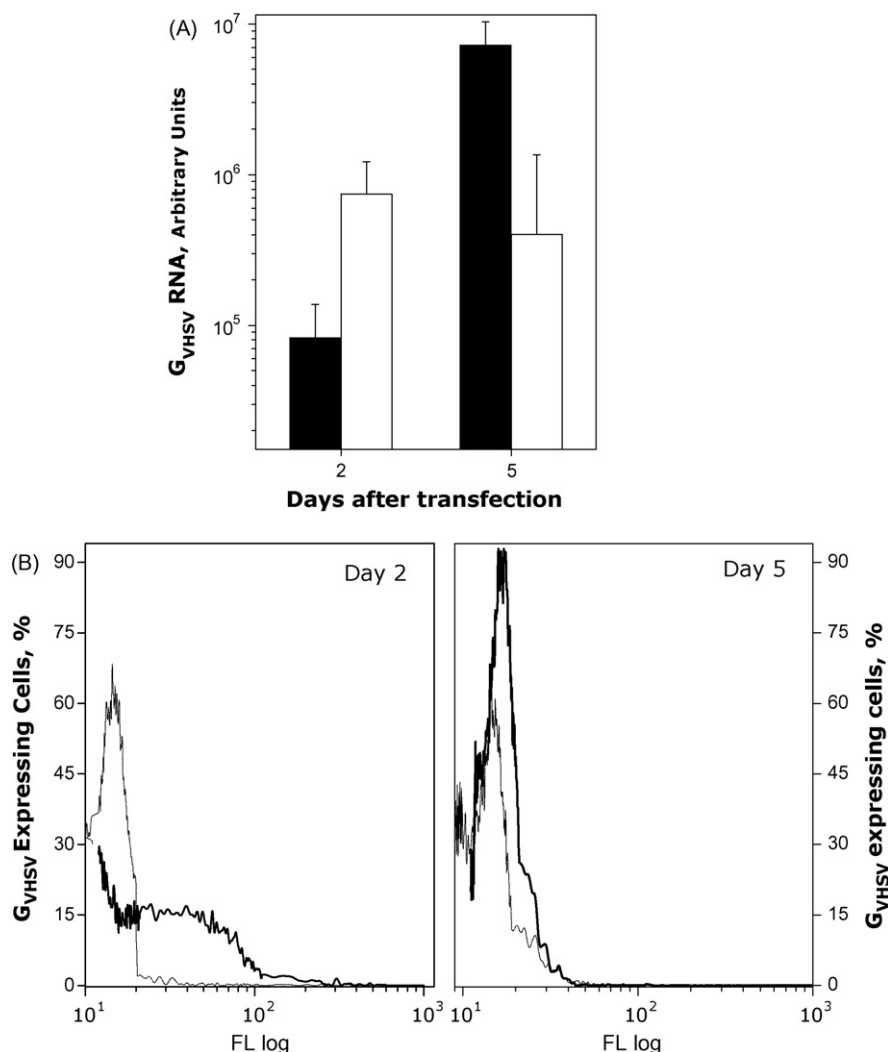 (A)
10⁷
10⁶
10⁵
G_VHSV RNA, Arbitrary Units
2 5
Days after transfection
(B)
Day 2
90
75
60
45
30
15
0
G_VHSV Expressing Cells, %
10¹ 10² 10³
FL log
Day 5
90
75
60
45
30
15
0
G_VHSV expressing cells, %
10¹ 10² 10³
FL log